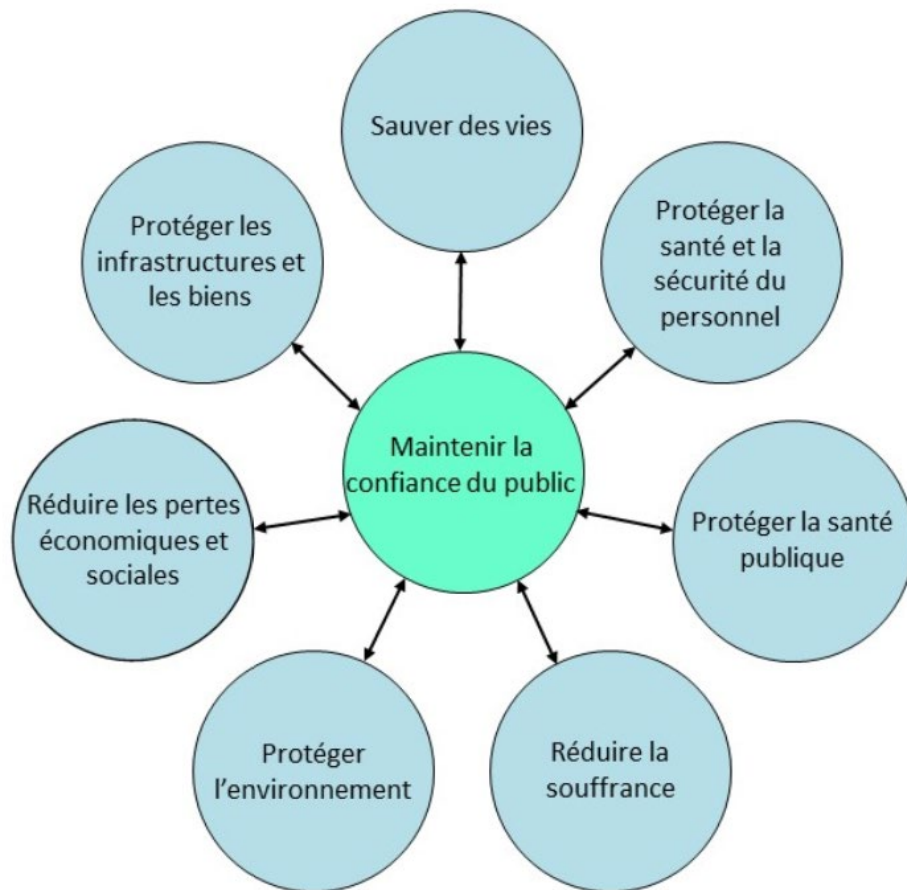 Sauver des vies
Protéger la
santé et la
sécurité du
personnel
Protéger la santé
publique
Réduire la
souffrance
Protéger
l’environnement
Réduire les pertes
économiques et
sociales
Protéger les
infrastructures et
les biens
Maintenir la
confiance du public